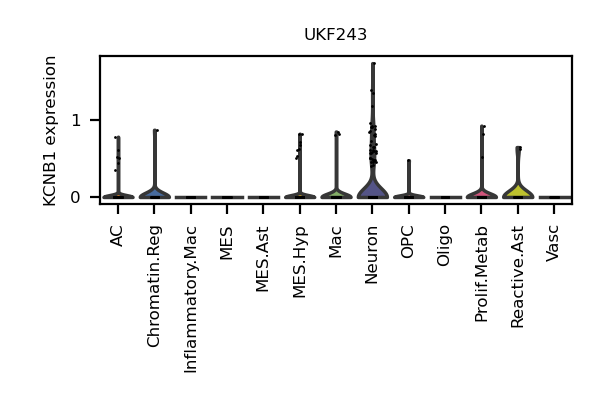 UKF243
KCNB1 expression
1
0
AC
Chromatin.Reg
Inflammatory.Mac
MES
MES.Ast
MES.Hyp
Mac
Neuron
OPC
Oligo
Prolif.Metab
Reactive.Ast
Vasc